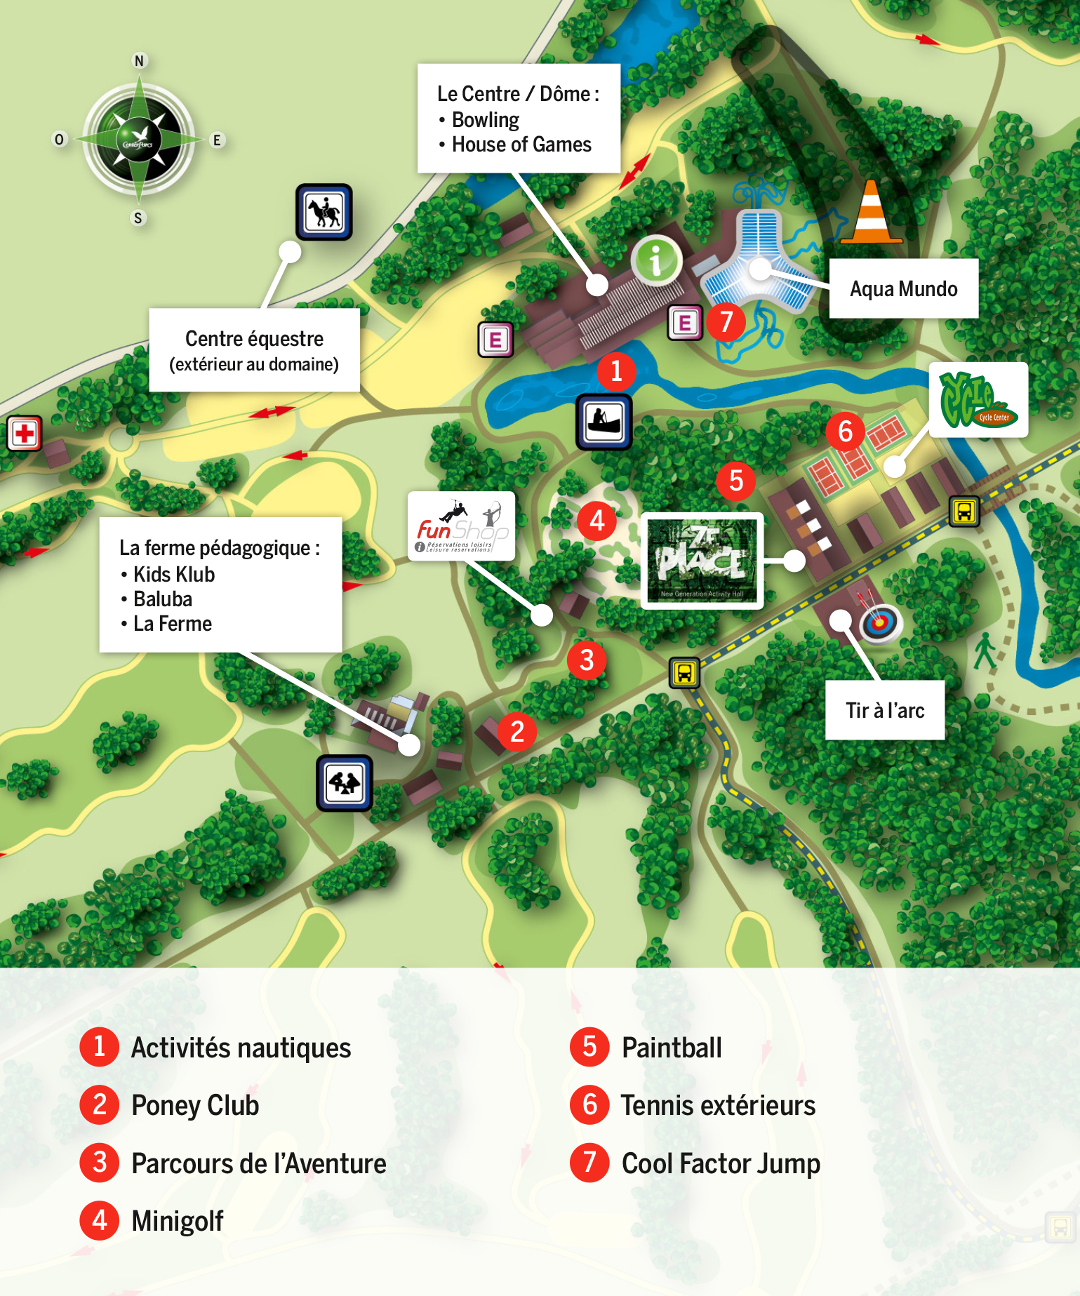 N
O
E
S
CenterParcs
Le Centre / Dôme :
• Bowling
• House of Games
i
Centre équestre
(extérieur au domaine)
E
E
7
Aqua Mundo
1
CYCLE
Cycle Center
6
5
4
funShop
i Réservations loisirs
Leisure reservations!
ZE
PLACE
New Generation Activity Hall
La ferme pédagogique :
• Kids Klub
• Baluba
• La Ferme
3
2
Tir à l'arc
1 Activités nautiques
2 Poney Club
3 Parcours de l'Aventure
4 Minigolf
5 Paintball
6 Tennis extérieurs
7 Cool Factor Jump